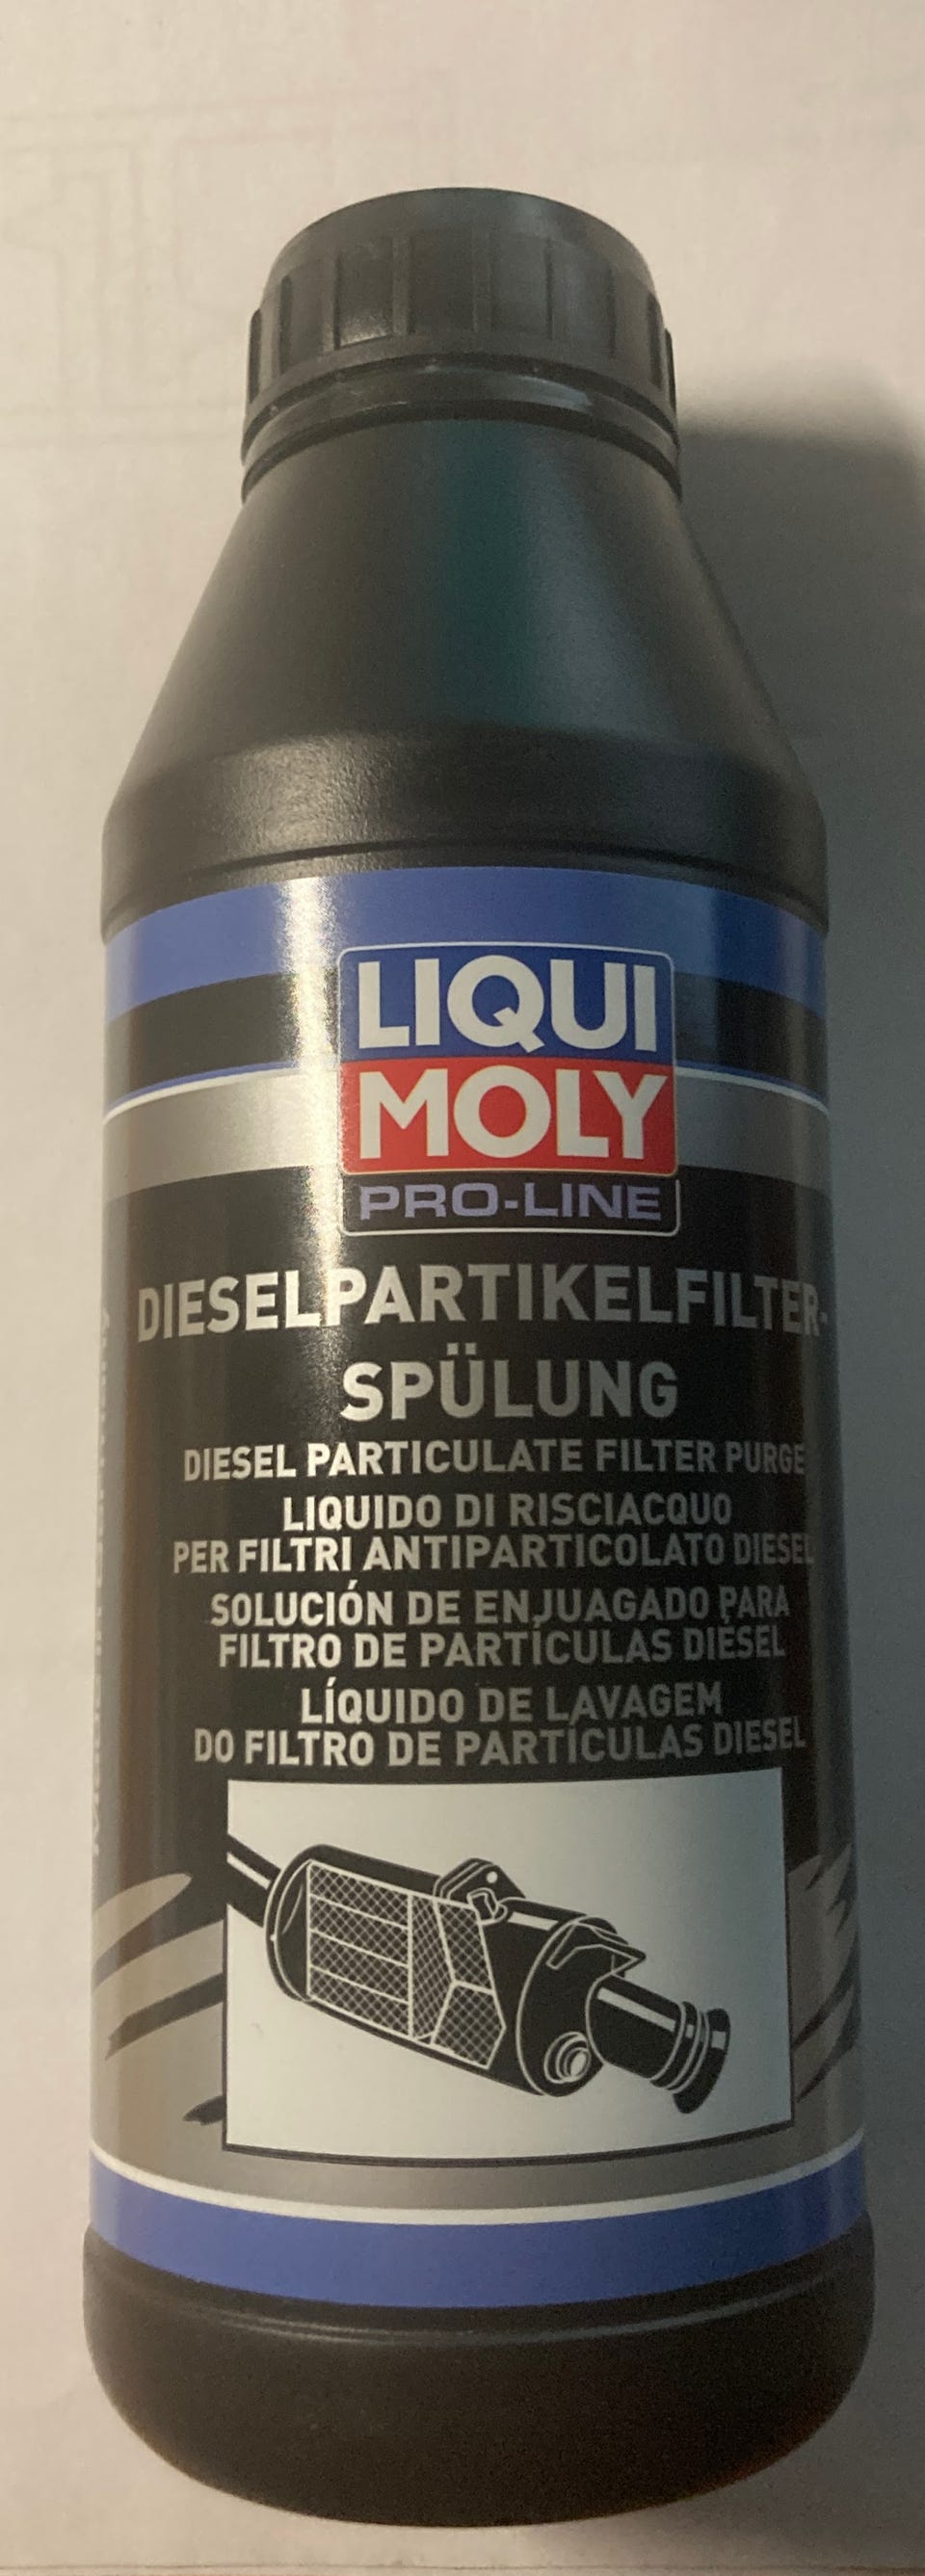 LIQUI
MOLY
PRO-LINE
DIESELPARTIKELFILTER-
SPÜLUNG
DIESEL PARTICULATE FILTER PURGE
LIQUIDO DI RISCIACQUO
PER FILTRI ANTIPARTICOLATO DIESEL
SOLUCIÓN DE ENJUAGADO PARA
FILTRO DE PARTÍCULAS DIÉSEL
LÍQUIDO DE LAVAGEM
DO FILTRO DE PARTÍCULAS DIESEL